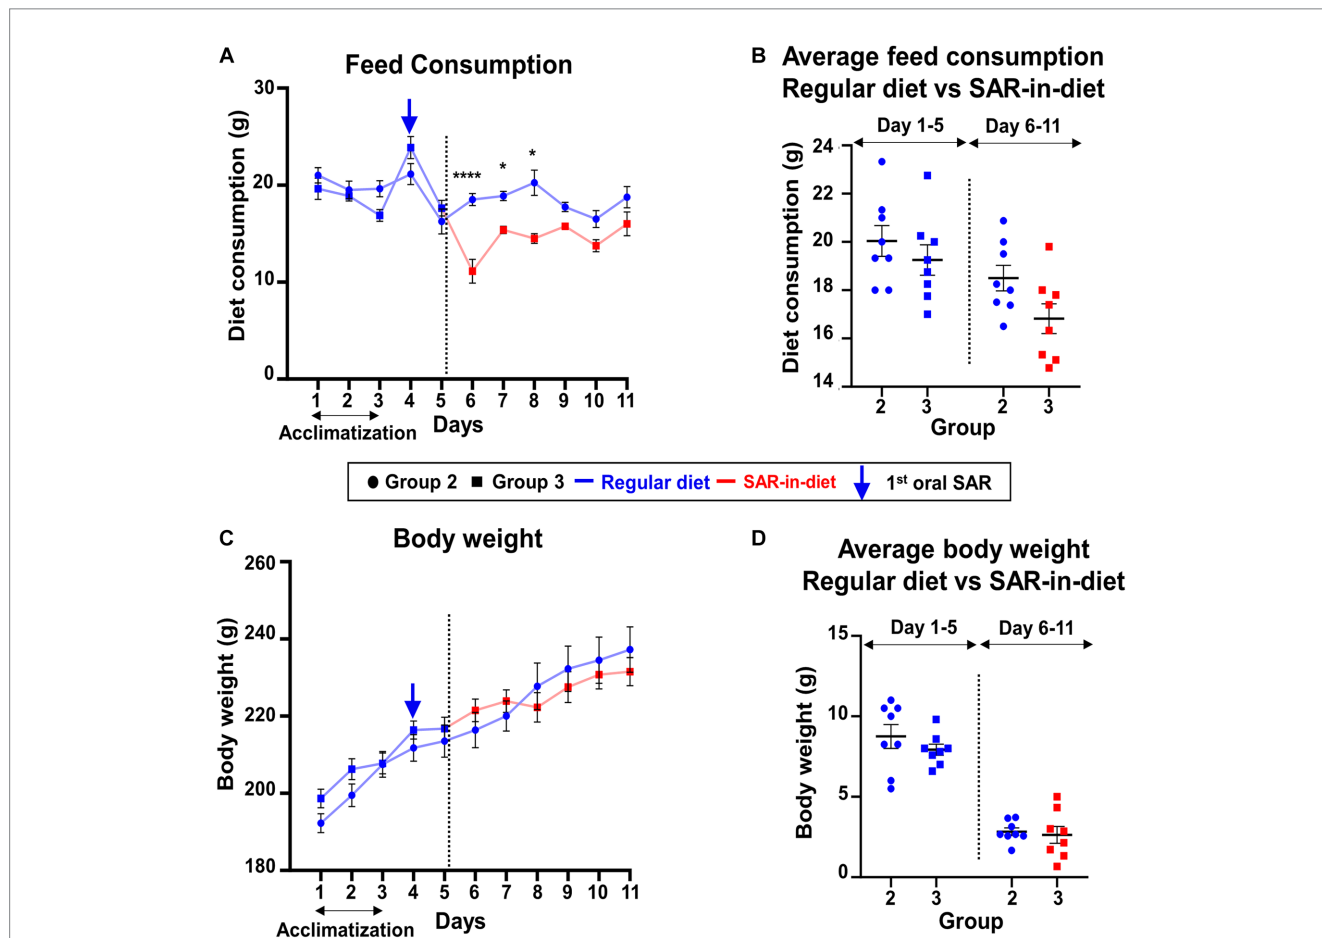 A
Feed Consumption
Diet consumption (g)
30
20
10
0
****
*
*
1 2 3 4 5 6 7 8 9 10 11
Days
Acclimatization
B
Average feed consumption
Regular diet vs SAR-in-diet
Day 1-5
Day 6-11
Diet consumption (g)
24
22
20
18
16
14
2 3 2 3
Group
Group 2 Group 3 Regular diet SAR-in-diet 1st oral SAR
C
Body weight
Body weight (g)
260
240
220
200
180
1 2 3 4 5 6 7 8 9 10 11
Days
Acclimatization
D
Average body weight
Regular diet vs SAR-in-diet
Day 1-5
Day 6-11
Body weight (g)
15
10
5
0
2 3 2 3
Group